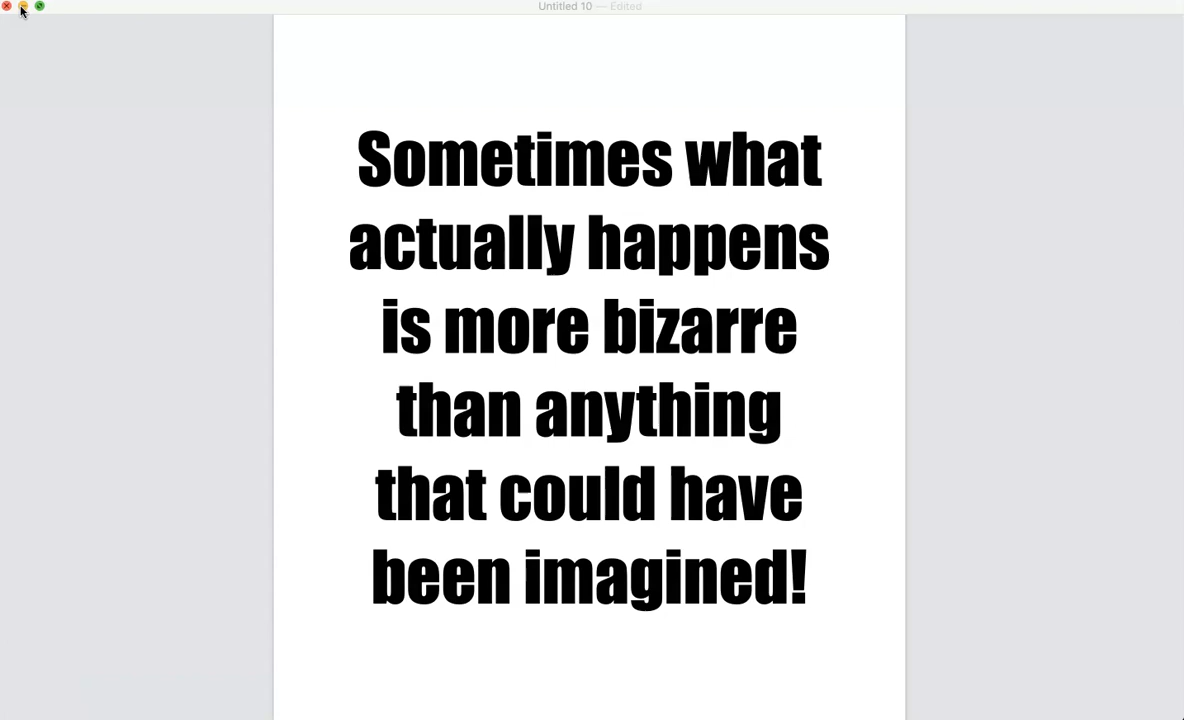 Untitled 10 — Edited
Sometimes what
actually happens
is more bizarre
than anything
that could have
been imagined!